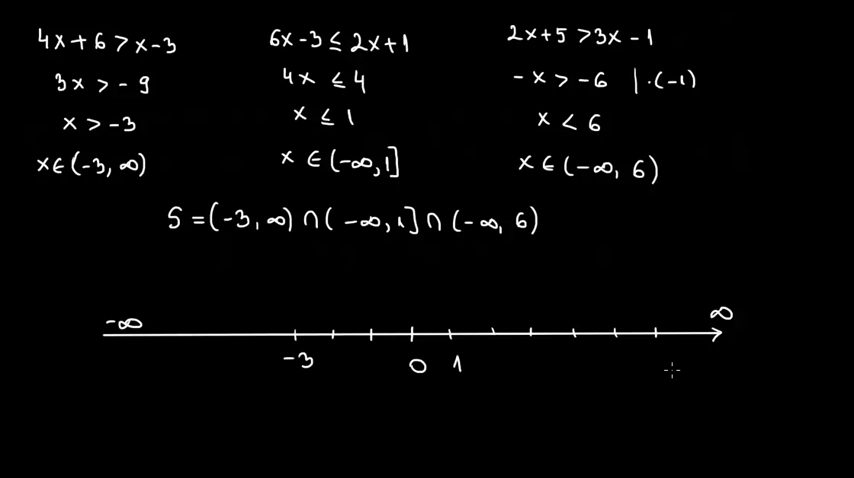 4x+6 > x-3
3x > -9
x > -3
x∈(-3, ∞)
6x-3 ≤ 2x+1
4x ≤ 4
x ≤ 1
x ∈ (-∞, 1]
2x+5 > 3x-1
-x > -6 | ·(-1)
x < 6
x ∈ (-∞, 6)
S = (-3, ∞) ∩ (-∞, 1] ∩ (-∞, 6)
-∞ ∞
-3 0 1